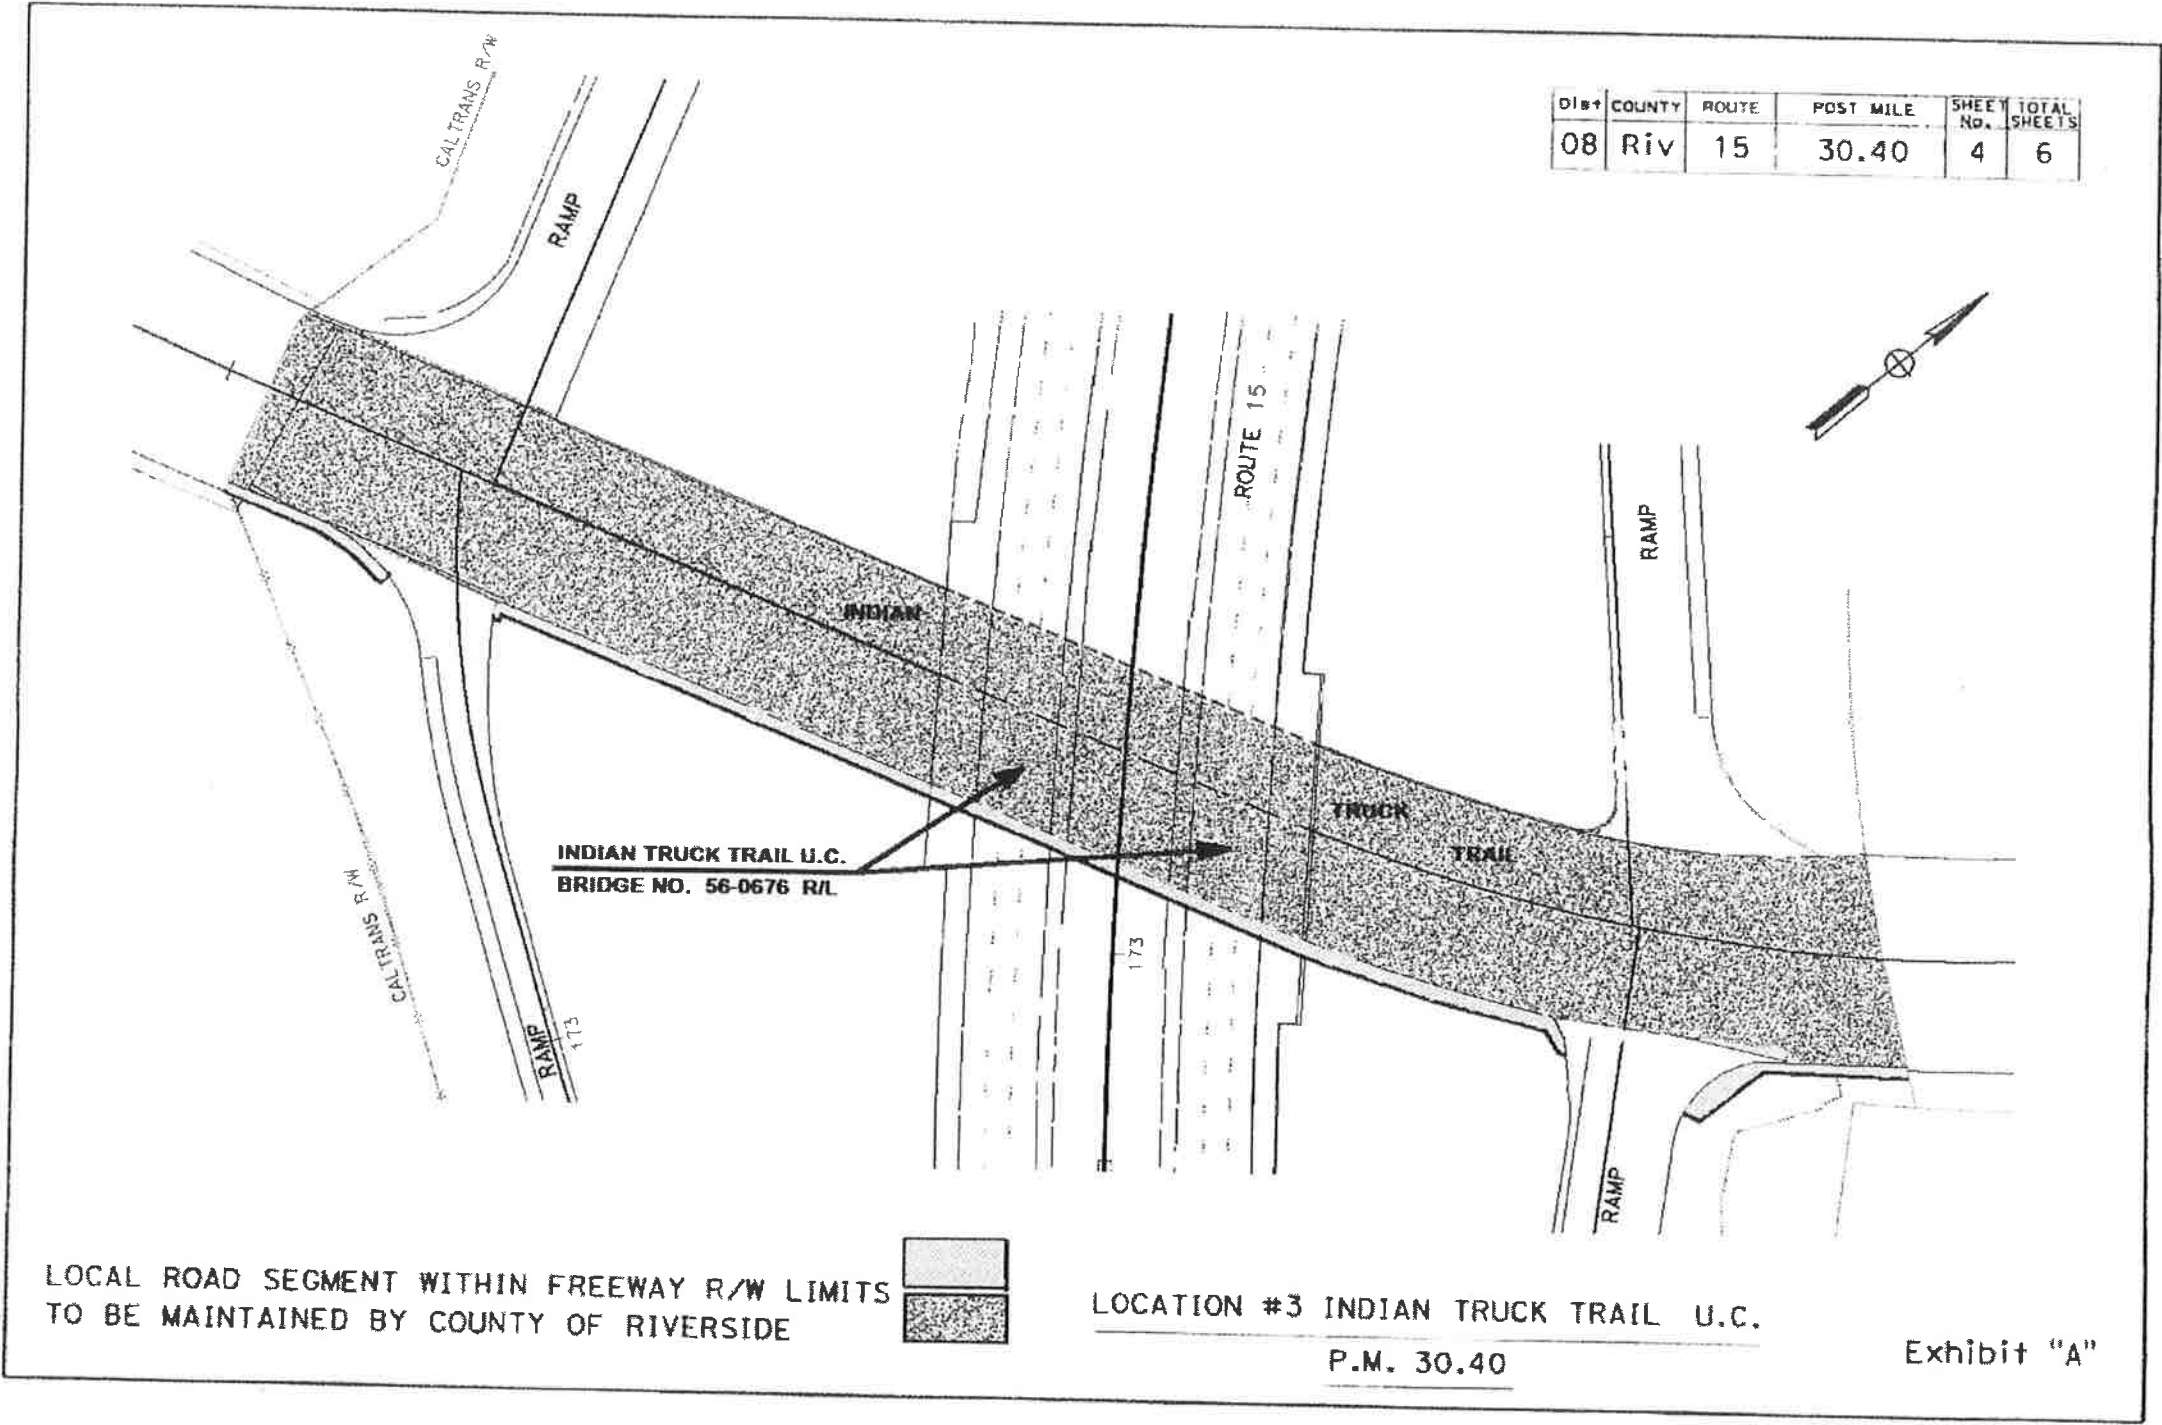 Dist COUNTY ROUTE POST MILE SHEET No. TOTAL SHEETS
08 Riv 15 30.40 4 6
CALTRANS R/W
RAMP
ROUTE 15
RAMP
INDIAN
TRUCK
TRAIL
INDIAN TRUCK TRAIL U.C.
BRIDGE NO. 56-0676 R/L
CALTRANS R/W
173
RAMP
173
RAMP
LOCAL ROAD SEGMENT WITHIN FREEWAY R/W LIMITS
TO BE MAINTAINED BY COUNTY OF RIVERSIDE
LOCATION #3 INDIAN TRUCK TRAIL U.C.
P.M. 30.40
Exhibit "A"